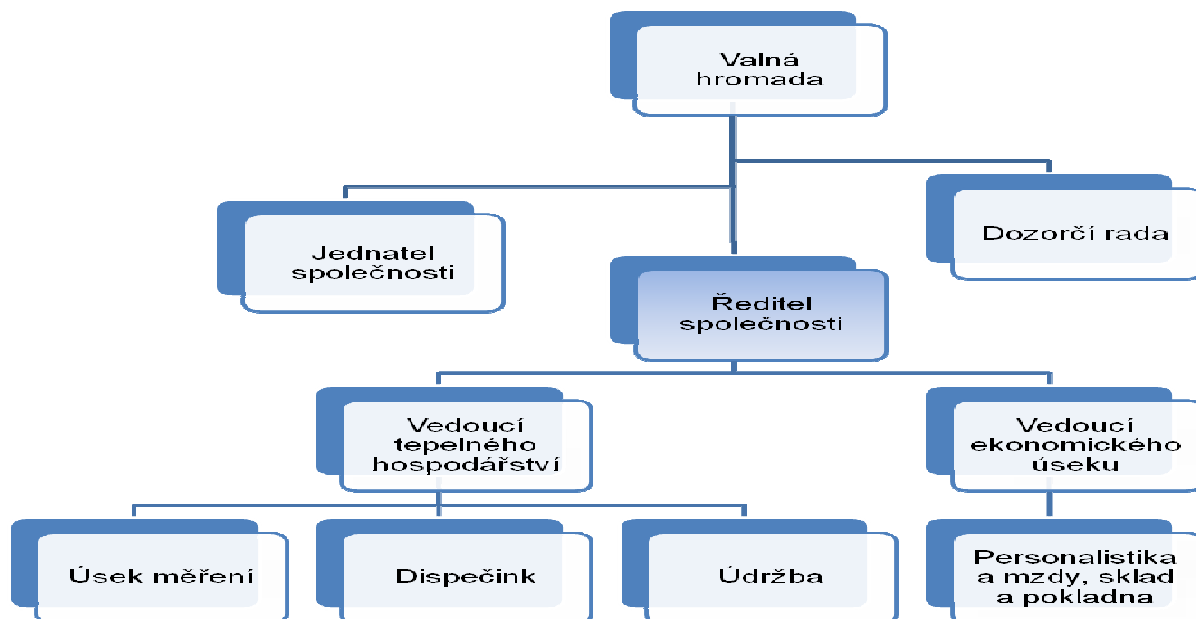 Valná
hromada
Dozorčí rada
Jednatel
společnosti
Ředitel
společnosti
Vedoucí
tepelného
hospodářství
Vedoucí
ekonomického
úseku
Úsek měření
Dispečink
Údržba
Personalistika
a mzdy, sklad
a pokladna